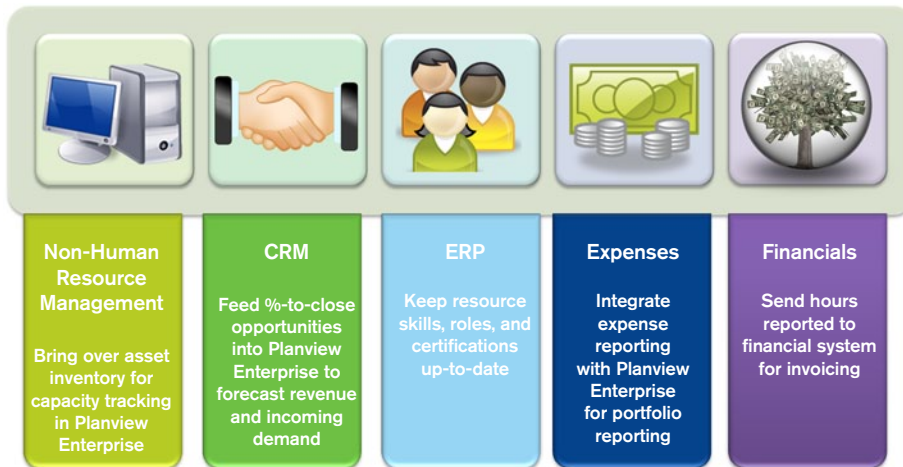 Non-Human
Resource
Management
Bring over asset
inventory for
capacity tracking
in Planview
Enterprise
CRM
Feed %-to-close
opportunities
into Planview
Enterprise to
forecast revenue
and incoming
demand
ERP
Keep resource
skills, roles, and
certifications
up-to-date
Expenses
Integrate
expense
reporting
with Planview
Enterprise
for portfolio
reporting
Financials
Send hours
reported to
financial system
for invoicing